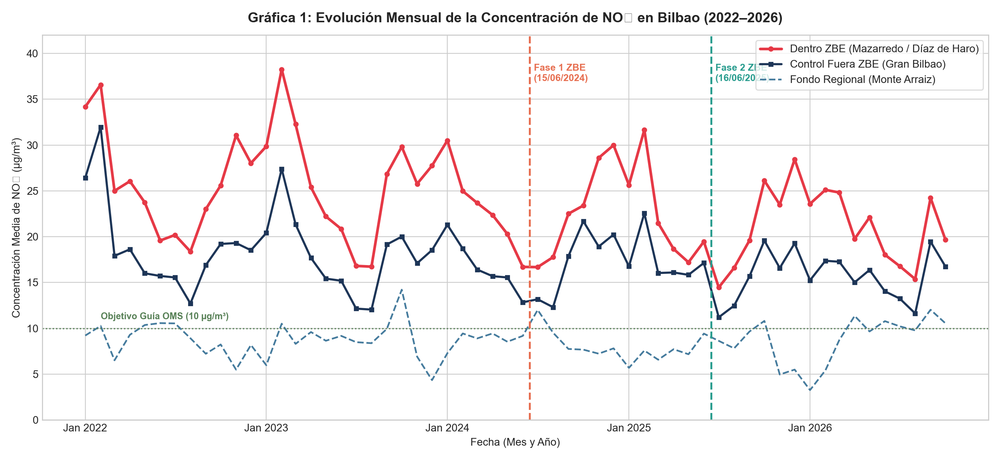 Gráfica 1: Evolución Mensual de la Concentración de NO□ en Bilbao (2022–2026)
Concentración Media de NO□ (µg/m³)
40
35
30
25
20
15
10
5
0
Fase 1 ZBE
(15/06/2024)
Fase 2 ZBE
(16/06/2025)
Dentro ZBE (Mazarredo / Díaz de Haro)
Control Fuera ZBE (Gran Bilbao)
Fondo Regional (Monte Arraiz)
Objetivo Guía OMS (10 µg/m³)
Jan 2022
Jan 2023
Jan 2024
Jan 2025
Jan 2026
Fecha (Mes y Año)